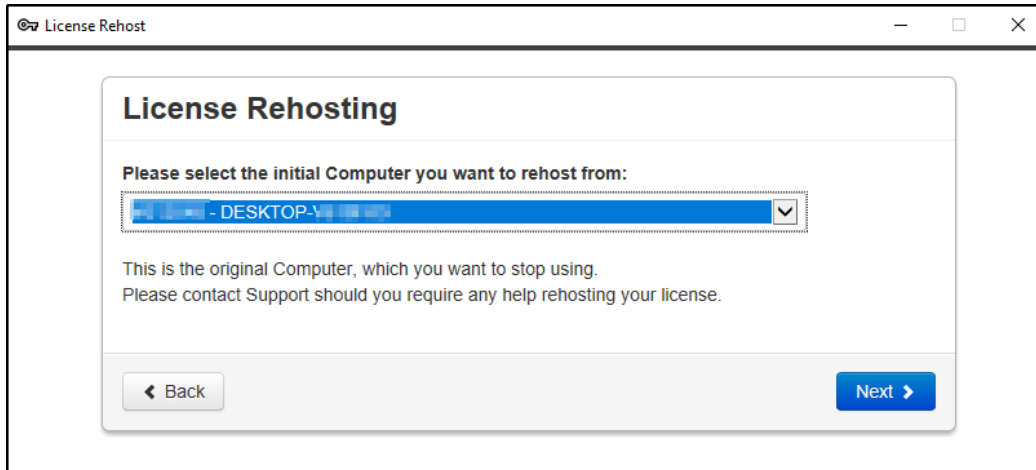 License Rehost
License Rehosting
Please select the initial Computer you want to rehost from:
- DESKTOP-
This is the original Computer, which you want to stop using.
Please contact Support should you require any help rehosting your license.
Back
Next